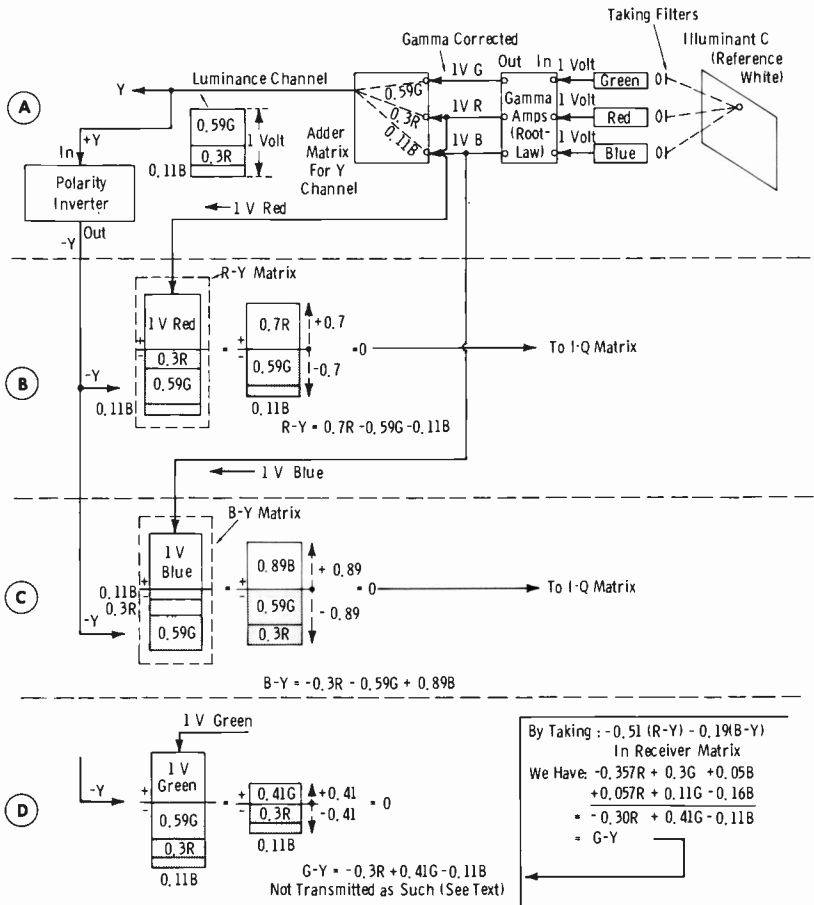 Taking Filters
Illuminant C
(Reference
White)
Gamma Corrected
Out In
1 Volt
1 Volt
1 Volt
Green
Red
Blue
0
0
0
Gamma
Amps
(Root-
Law)
1V G
1V R
1V B
0.59G
0.3R
0.11B
Adder
Matrix
For Y
Channel
Luminance Channel
Y
A
0.59G
0.3R
0.11B
1 Volt
+Y
In
Polarity
Inverter
Out
-Y
1 V Red
R-Y Matrix
B
1 V Red
+
-
0.3R
0.59G
0.11B
-Y
=
0.7R
+
-
0.59G
0.11B
+0.7
-0.7
=0
To I-Q Matrix
R-Y = 0.7R -0.59G -0.11B
1 V Blue
B-Y Matrix
C
1 V
Blue
+
-
0.11B
0.3R
0.59G
-Y
=
0.89B
+
-
0.59G
0.3R
+ 0.89
- 0.89
= 0
To I-Q Matrix
B-Y = -0.3R - 0.59G + 0.89B
1 V Green
D
1 V
Green
+
-
0.59G
0.3R
0.11B
-Y
=
0.41G
+
-
0.3R
0.11B
+0.41
-0.41
= 0
G-Y = -0.3R + 0.41G - 0.11B
Not Transmitted as Such (See Text)
By Taking : -0.51 (R-Y) - 0.19(B-Y)
In Receiver Matrix
We Have: -0.357R + 0.3G +0.05B
+0.057R + 0.11G -0.16B
= -0.30R + 0.41G -0.11B
= G-Y